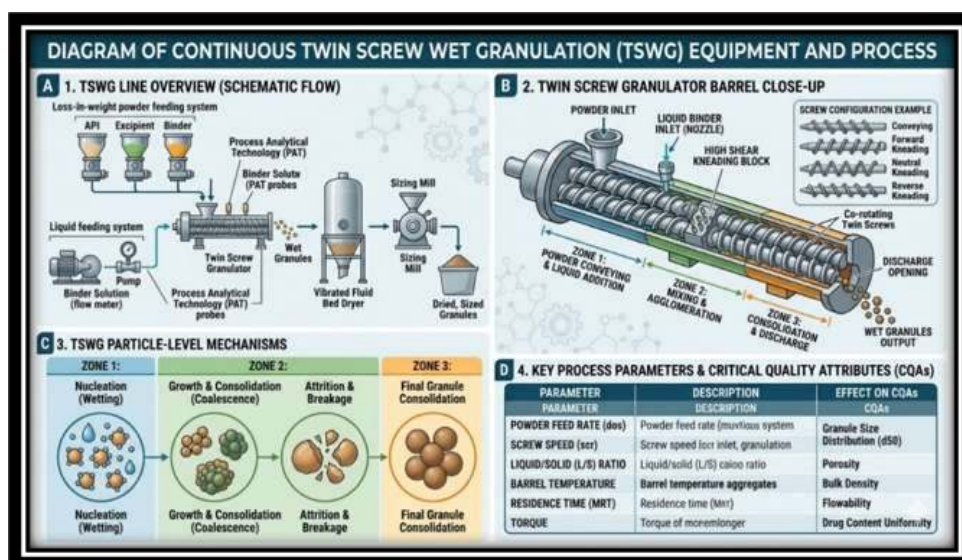 DIAGRAM OF CONTINUOUS TWIN SCREW WET GRANULATION (TSWG) EQUIPMENT AND PROCESS
A 1. TSWG LINE OVERVIEW (SCHEMATIC FLOW)
Loss-in-weight powder feeding system
API Excipient Binder
Process Analytical
Technology (PAT)
Binder Solute
(PAT probes
Sizing Mill
Liquid feeding system
Wet
Granules
Sizing
Mill
Twin Screw
Granulator
Pump
Binder Solution
(flow meter)
Process Analytical
Technology (PAT)
probes
Vibrated Fluid
Bed Dryer
Dried, Sized
Granules
B 2. TWIN SCREW GRANULATOR BARREL CLOSE-UP
POWDER INLET
LIQUID BINDER
INLET (NOZZLE)
HIGH SHEAR
KNEADING BLOCK
SCREW CONFIGURATION EXAMPLE
Conveying
Forward
Kneading
Neutral
Kneading
Reverse
Kneading
Co-rotating
Twin Screws
DISCHARGE
OPENING
ZONE 1:
POWDER CONVEYING
& LIQUID ADDITION
ZONE 2:
MIXING &
AGGLOMERATION
ZONE 3:
CONSOLIDATION
& DISCHARGE
WET GRANULES
OUTPUT
C 3. TSWG PARTICLE-LEVEL MECHANISMS
ZONE 1: ZONE 2: ZONE 3:
Nucleation
(Wetting)
Growth & Consolidation
(Coalescence)
Attrition &
Breakage
Final Granule
Consolidation
Nucleation
(Wetting)
Growth & Consolidation
(Coalescence)
Attrition &
Breakage
Final Granule
Consolidation
D 4. KEY PROCESS PARAMETERS & CRITICAL QUALITY ATTRIBUTES (CQAs)
PARAMETER DESCRIPTION EFFECT ON CQAs
PARAMETER DESCRIPTION CQAs
POWDER FEED RATE (dos) Powder feed rate (muvtious system
Granule Size
Distribution (d50)
SCREW SPEED (scr) Screw speed inlet, granulation
LIQUID/SOLID (L/S) RATIO Liquid/solid (L/S) caioo ratio Porosity
BARREL TEMPERATURE Barrel temperature aggregates Bulk Density
RESIDENCE TIME (MRT) Residence time (MRT) Flowability
TORQUE Torque of moremlonger Drug Content Uniformity